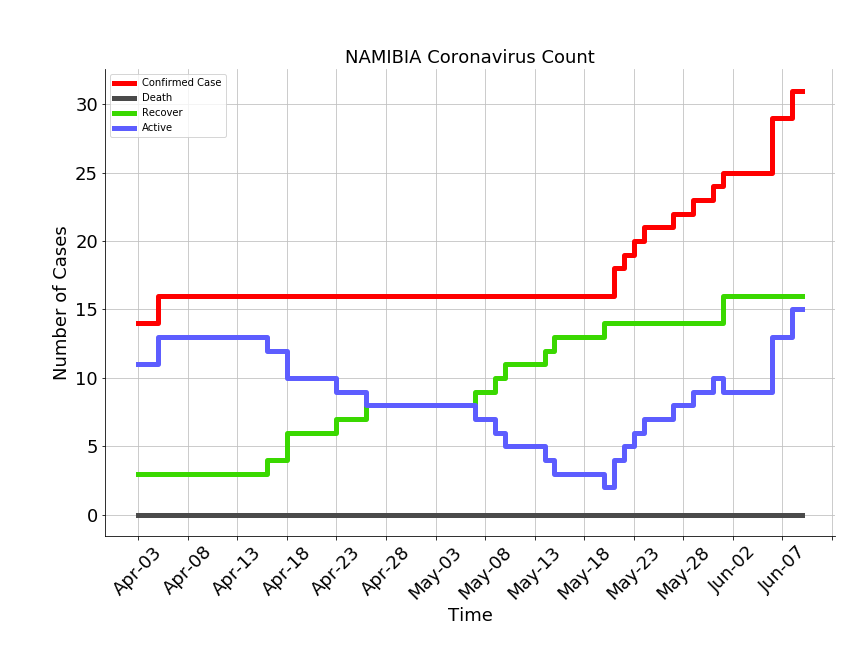 NAMIBIA Coronavirus Count
Confirmed Case
Death
Recover
Active
Number of Cases
30
25
20
15
10
5
0
Apr-03
Apr-08
Apr-13
Apr-18
Apr-23
Apr-28
May-03
May-08
May-13
May-18
May-23
May-28
Jun-02
Jun-07
Time